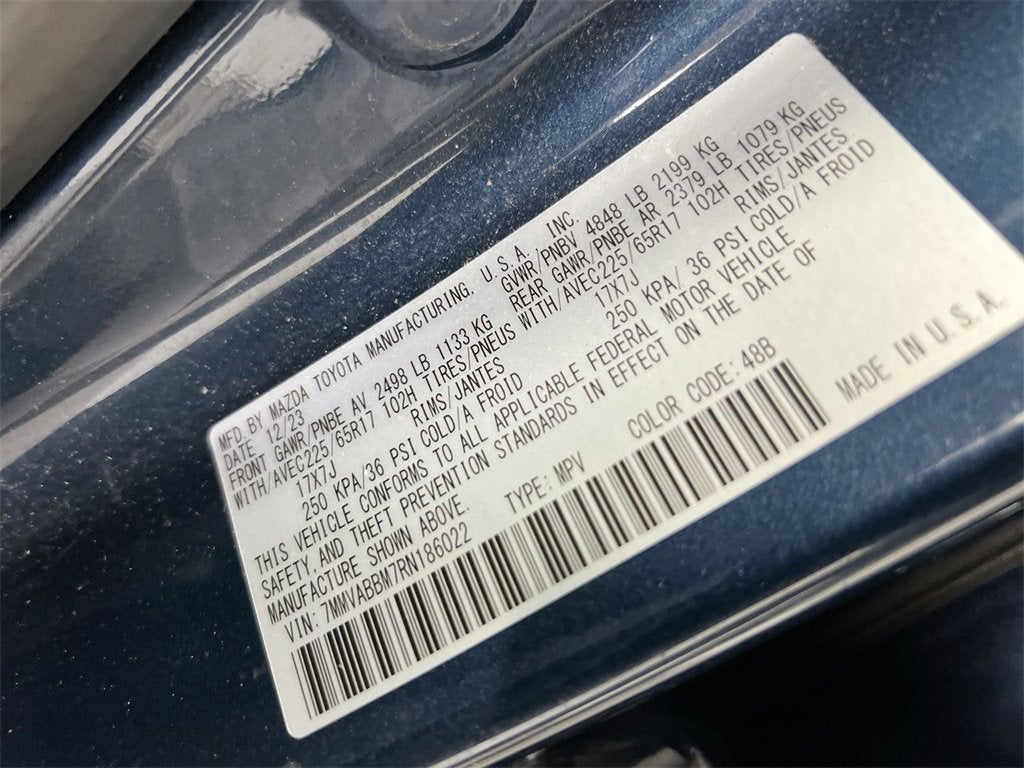 MFD. BY MAZDA TOYOTA MANUFACTURING, U.S.A. INC.
DATE 12/23 GVWR/PNBV 4848 LB 2199 KG
FRONT GAWR/PNBE AV 2498 LB 1133 KG REAR GAWR/PNBE AR 2379 LB 1079 KG
WITH/AVEC225/65R17 102H TIRES/PNEUS WITH/AVEC225/65R17 102H TIRES/PNEUS
17X7J RIMS/JANTES 17X7J RIMS/JANTES
250 KPA/36 PSI COLD/A FROID 250 KPA/ 36 PSI COLD/A FROID
THIS VEHICLE CONFORMS TO ALL APPLICABLE FEDERAL MOTOR VEHICLE
SAFETY,AND THEFT PREVENTION STANDARDS IN EFFECT ON THE DATE OF
MANUFACTURE SHOWN ABOVE.
VIN:7MMVABBM7RN186022 TYPE:MPV COLOR CODE:48B
MADE IN U.S.A.